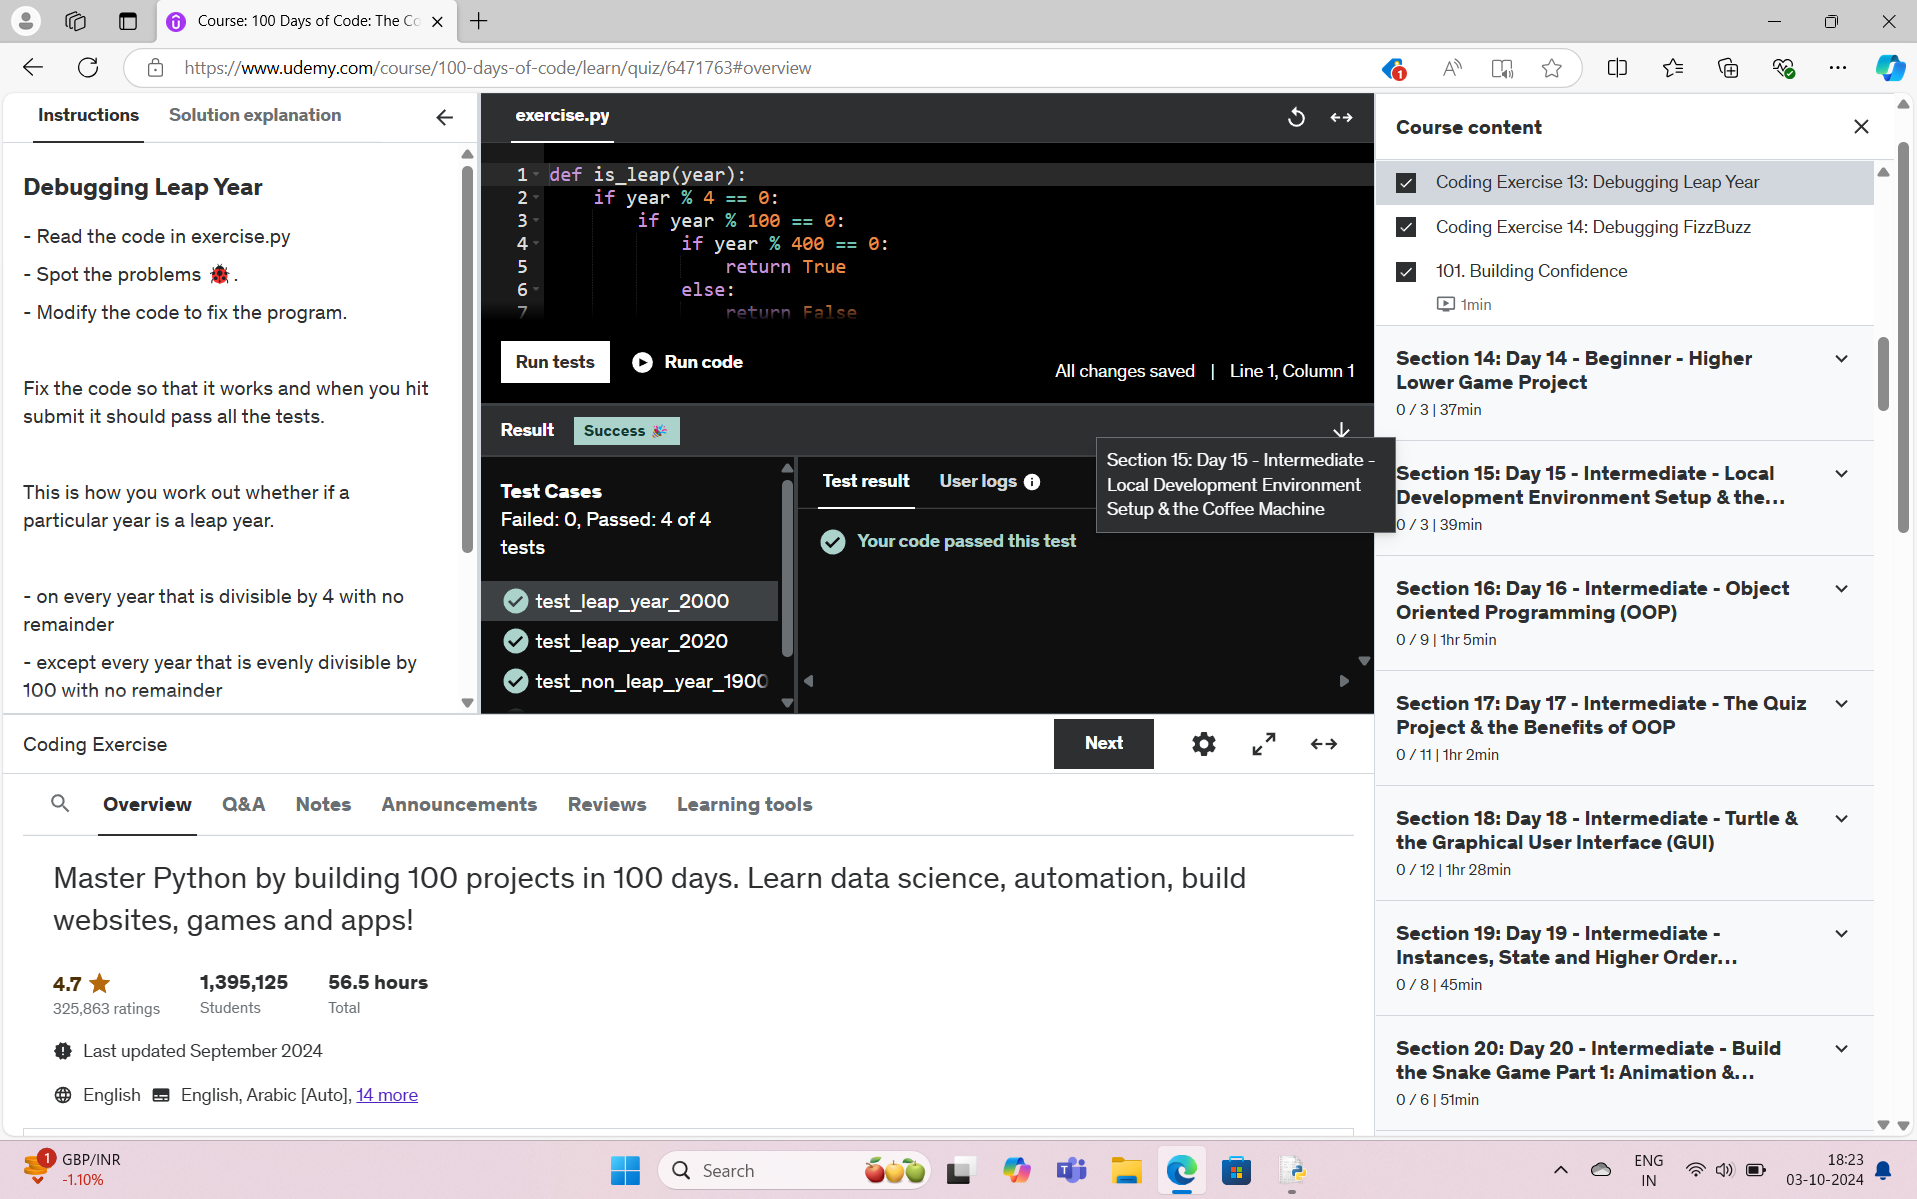 Course: 100 Days of Code: The Co
https://www.udemy.com/course/100-days-of-code/learn/quiz/6471763#overview
1
Instructions
Solution explanation
Debugging Leap Year
- Read the code in exercise.py
- Spot the problems 🐞.
- Modify the code to fix the program.
Fix the code so that it works and when you hit
submit it should pass all the tests.
This is how you work out whether if a
particular year is a leap year.
- on every year that is divisible by 4 with no
remainder
- except every year that is evenly divisible by
100 with no remainder
exercise.py
1 def is_leap(year):
2 if year % 4 == 0:
3 if year % 100 == 0:
4 if year % 400 == 0:
5 return True
6 else:
7 return False
Run tests
Run code
All changes saved | Line 1, Column 1
Result
Success 🎉
Test Cases
Failed: 0, Passed: 4 of 4
tests
test_leap_year_2000
test_leap_year_2020
test_non_leap_year_1900
Test result
User logs
Your code passed this test
Section 15: Day 15 - Intermediate -
Local Development Environment
Setup & the Coffee Machine
Course content
Coding Exercise 13: Debugging Leap Year
Coding Exercise 14: Debugging FizzBuzz
101. Building Confidence
1min
Section 14: Day 14 - Beginner - Higher
Lower Game Project
0 / 3 | 37min
Section 15: Day 15 - Intermediate - Local
Development Environment Setup & the...
0 / 3 | 39min
Section 16: Day 16 - Intermediate - Object
Oriented Programming (OOP)
0 / 9 | 1hr 5min
Section 17: Day 17 - Intermediate - The Quiz
Project & the Benefits of OOP
0 / 11 | 1hr 2min
Section 18: Day 18 - Intermediate - Turtle &
the Graphical User Interface (GUI)
0 / 12 | 1hr 28min
Section 19: Day 19 - Intermediate -
Instances, State and Higher Order...
0 / 8 | 45min
Section 20: Day 20 - Intermediate - Build
the Snake Game Part 1: Animation &...
0 / 6 | 51min
Coding Exercise
Next
Overview
Q&A
Notes
Announcements
Reviews
Learning tools
Master Python by building 100 projects in 100 days. Learn data science, automation, build
websites, games and apps!
4.7
325,863 ratings
1,395,125
Students
56.5 hours
Total
Last updated September 2024
English
English, Arabic [Auto], 14 more
1
GBP/INR
-1.10%
Search
ENG
IN
18:23
03-10-2024